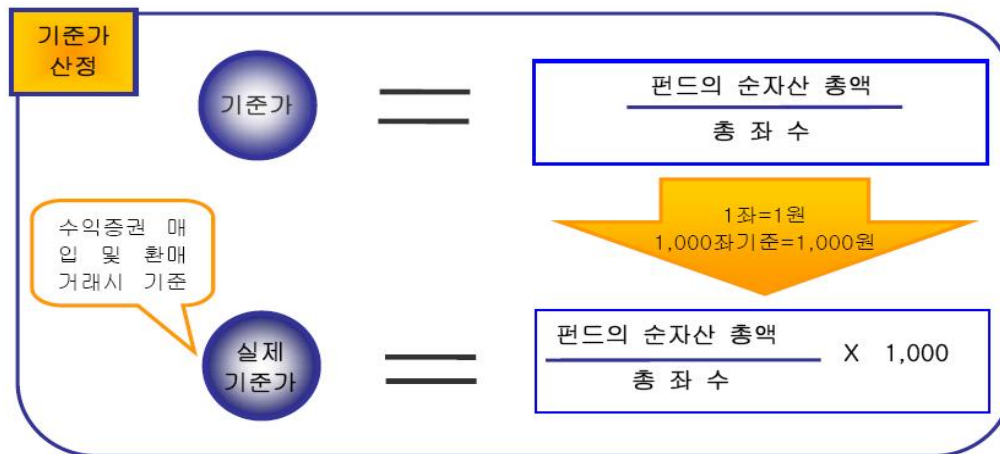 기준가
산정
기준가
펀드의 순자산 총액
총 좌 수
1좌=1원
1,000좌기준=1,000원
수익증권 매
입 및 환매
거래시 기준
실제
기준가
펀드의 순자산 총액
총 좌 수
X 1,000